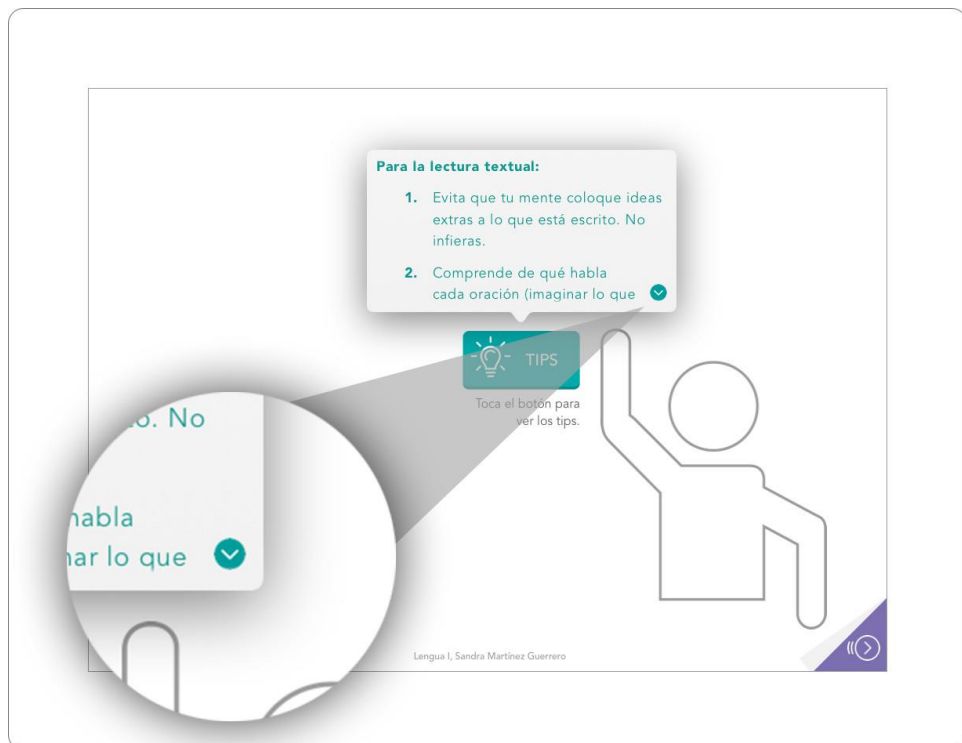 Para la lectura textual:
1. Evita que tu mente coloque ideas
extras a lo que está escrito. No
infieras.
2. Comprende de qué habla
cada oración (imaginar lo que
TIPS
Toca el botón para
ver los tips.
o. No
habla
nar lo que
Lengua I, Sandra Martínez Guerrero